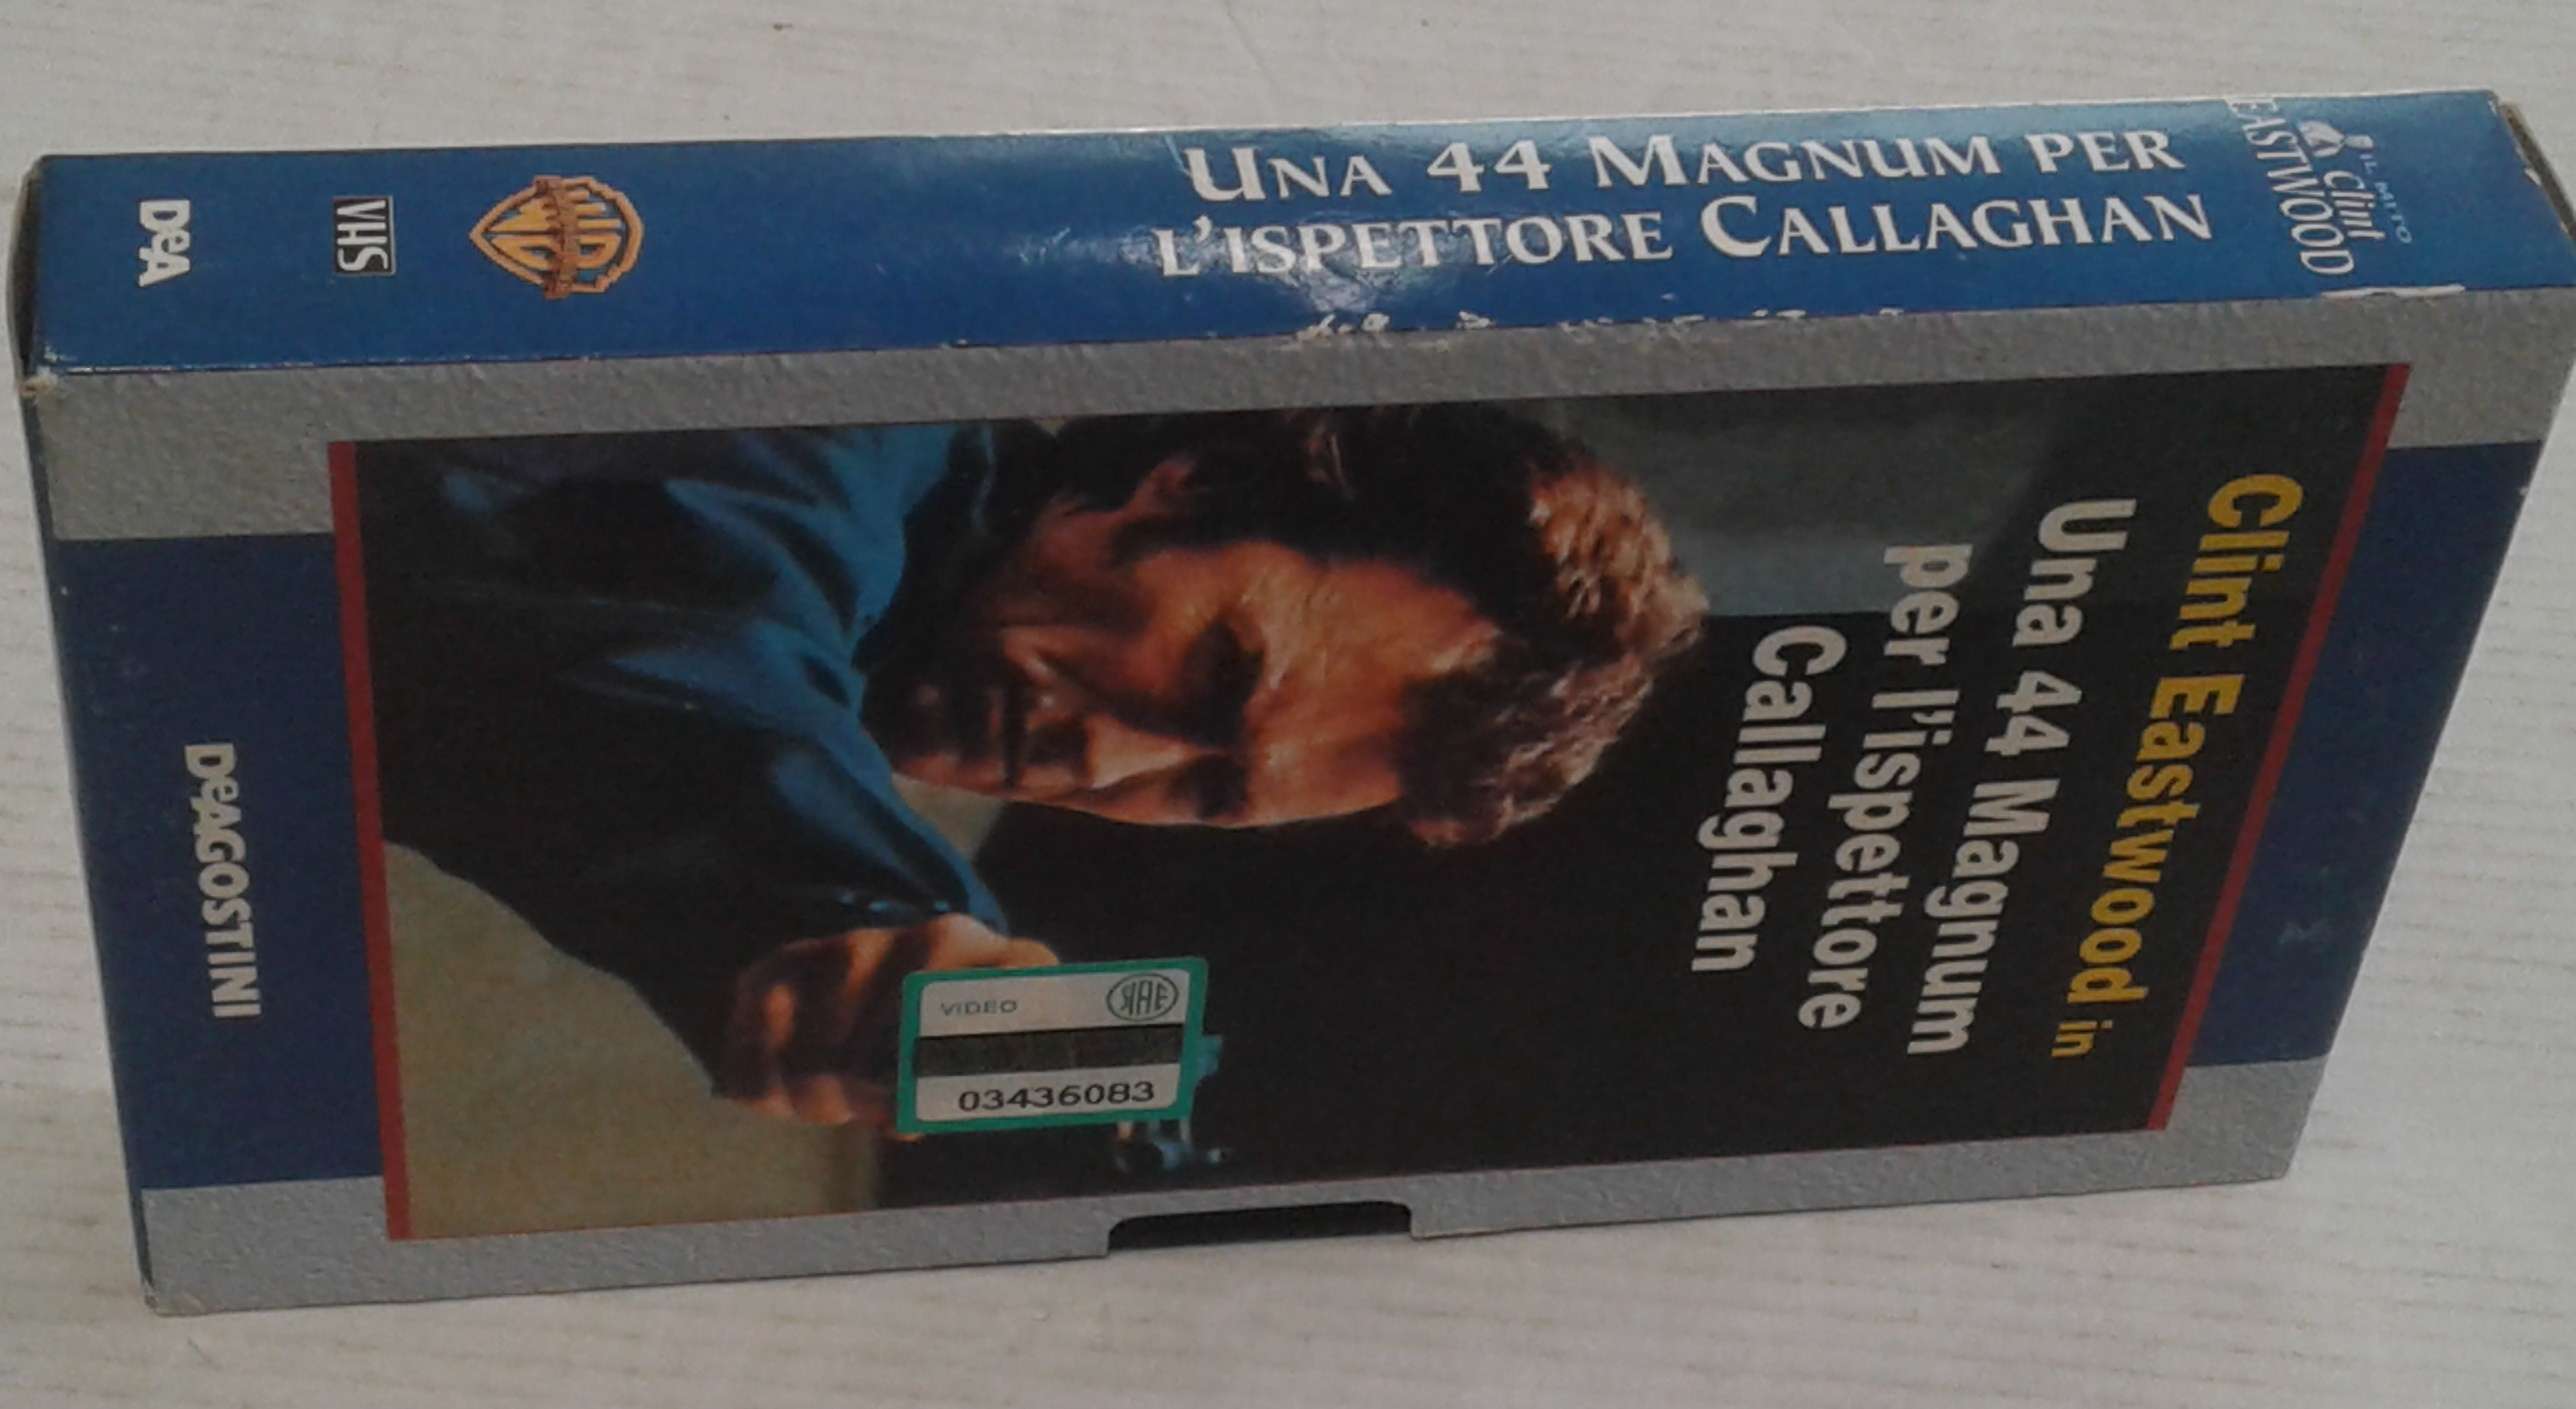 IL MITO
Clint
EASTWOOD
UNA 44 MAGNUM PER
L'ISPETTORE CALLAGHAN
VHS
DeA
Clint Eastwood in
Una 44 Magnum
per l'ispettore
Callaghan
VIDEO
03436083
DeAGOSTINI